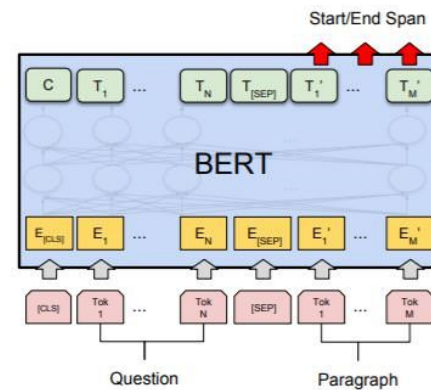 Start/End Span
C T1 ... TN T[SEP] T1' ... TM'
BERT
E[CLS] E1 ... EN E[SEP] E1' ... EM'
[CLS] Tok 1 ... Tok N [SEP] Tok 1 ... Tok M
Question Paragraph